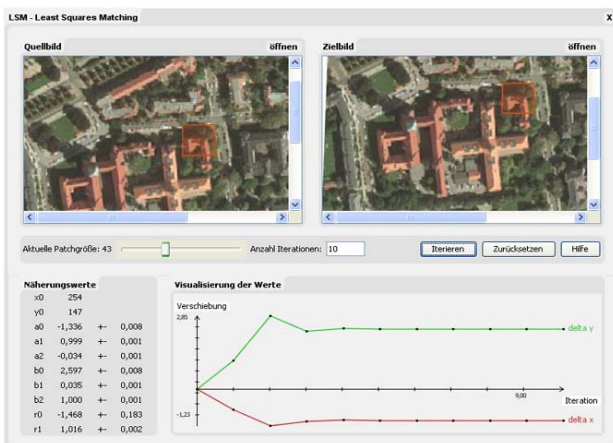 LSM - Least Squares Matching X
Quellbild öffnen
Zielbild öffnen
Aktuelle Patchgröße: 43
Anzahl Iterationen: 10
Iterieren
Zurücksetzen
Hilfe
Näherungswerte
x0 254
y0 147
a0 -1,336 +- 0,008
a1 0,999 +- 0,001
a2 -0,034 +- 0,001
b0 2,597 +- 0,008
b1 0,035 +- 0,001
b2 1,000 +- 0,001
r0 -1,468 +- 0,183
r1 1,016 +- 0,002
Visualisierung der Werte
Verschiebung
2,85
delta y
9,00
Iteration
-1,23
delta x